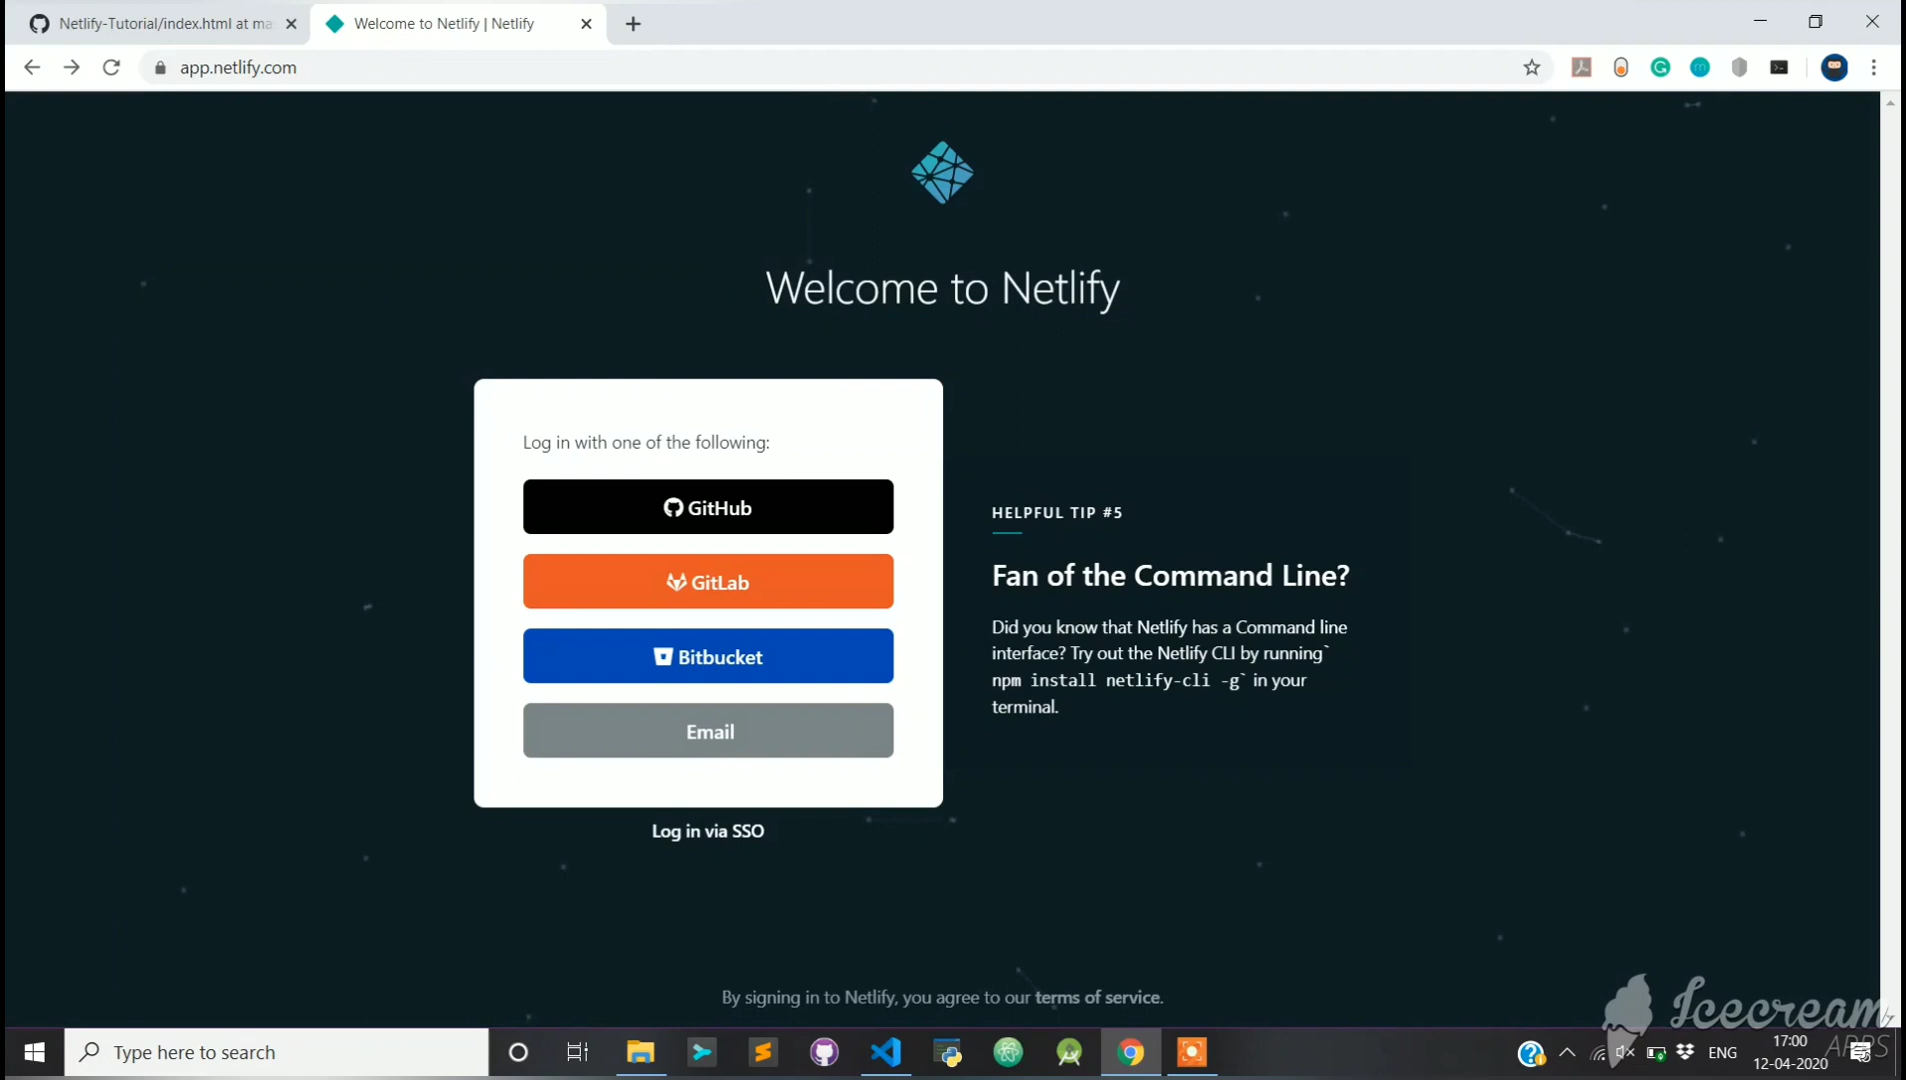 Netlify-Tutorial/index.html at ma
Welcome to Netlify | Netlify
app.netlify.com
Welcome to Netlify
Log in with one of the following:
GitHub
GitLab
Bitbucket
Email
Log in via SSO
HELPFUL TIP #5
Fan of the Command Line?
Did you know that Netlify has a Command line
interface? Try out the Netlify CLI by running`
npm install netlify-cli -g` in your
terminal.
By signing in to Netlify, you agree to our terms of service.
Icecream
APPS
Type here to search
ENG
17:00
12-04-2020